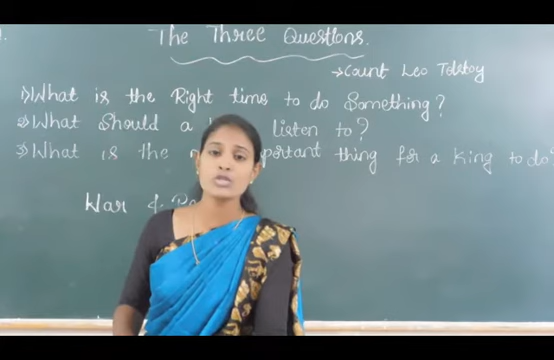 The Three Questions.
→Count Leo Tolstoy
1) What is the Right time to do Something?
2) What Should a listen to?
3) What is the portant thing for a King to do?
War &